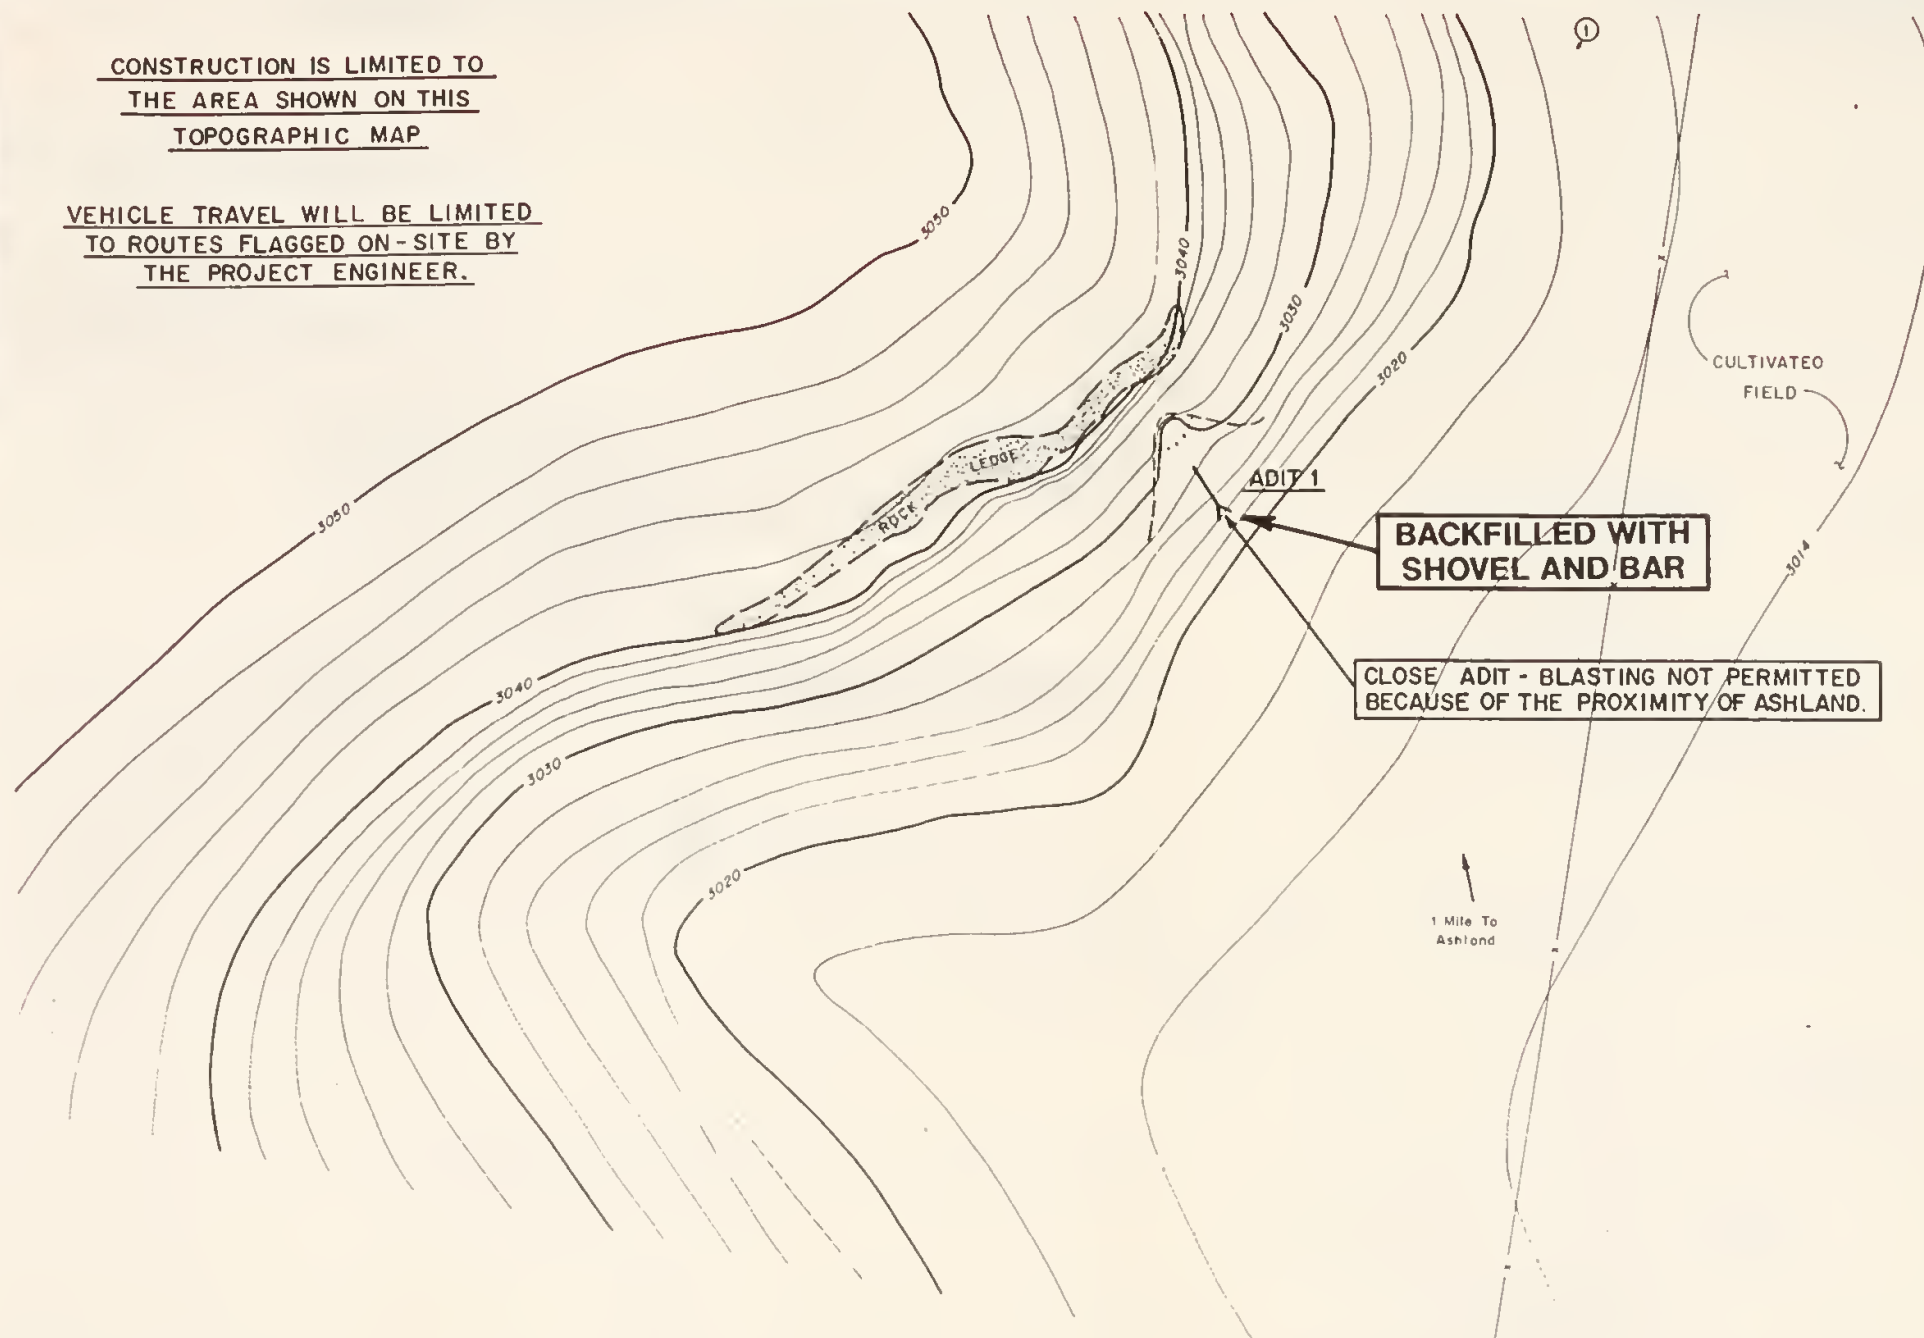 CONSTRUCTION IS LIMITED TO
THE AREA SHOWN ON THIS
TOPOGRAPHIC MAP
VEHICLE TRAVEL WILL BE LIMITED
TO ROUTES FLAGGED ON-SITE BY
THE PROJECT ENGINEER.
1
3050
3040
3030
3020
CULTIVATED
FIELD
LEDGE
ROCK
ADIT 1
3050
BACKFILLED WITH
SHOVEL AND BAR
3014
CLOSE ADIT - BLASTING NOT PERMITTED
BECAUSE OF THE PROXIMITY OF ASHLAND.
3040
3030
3020
1 Mile To
Ashland